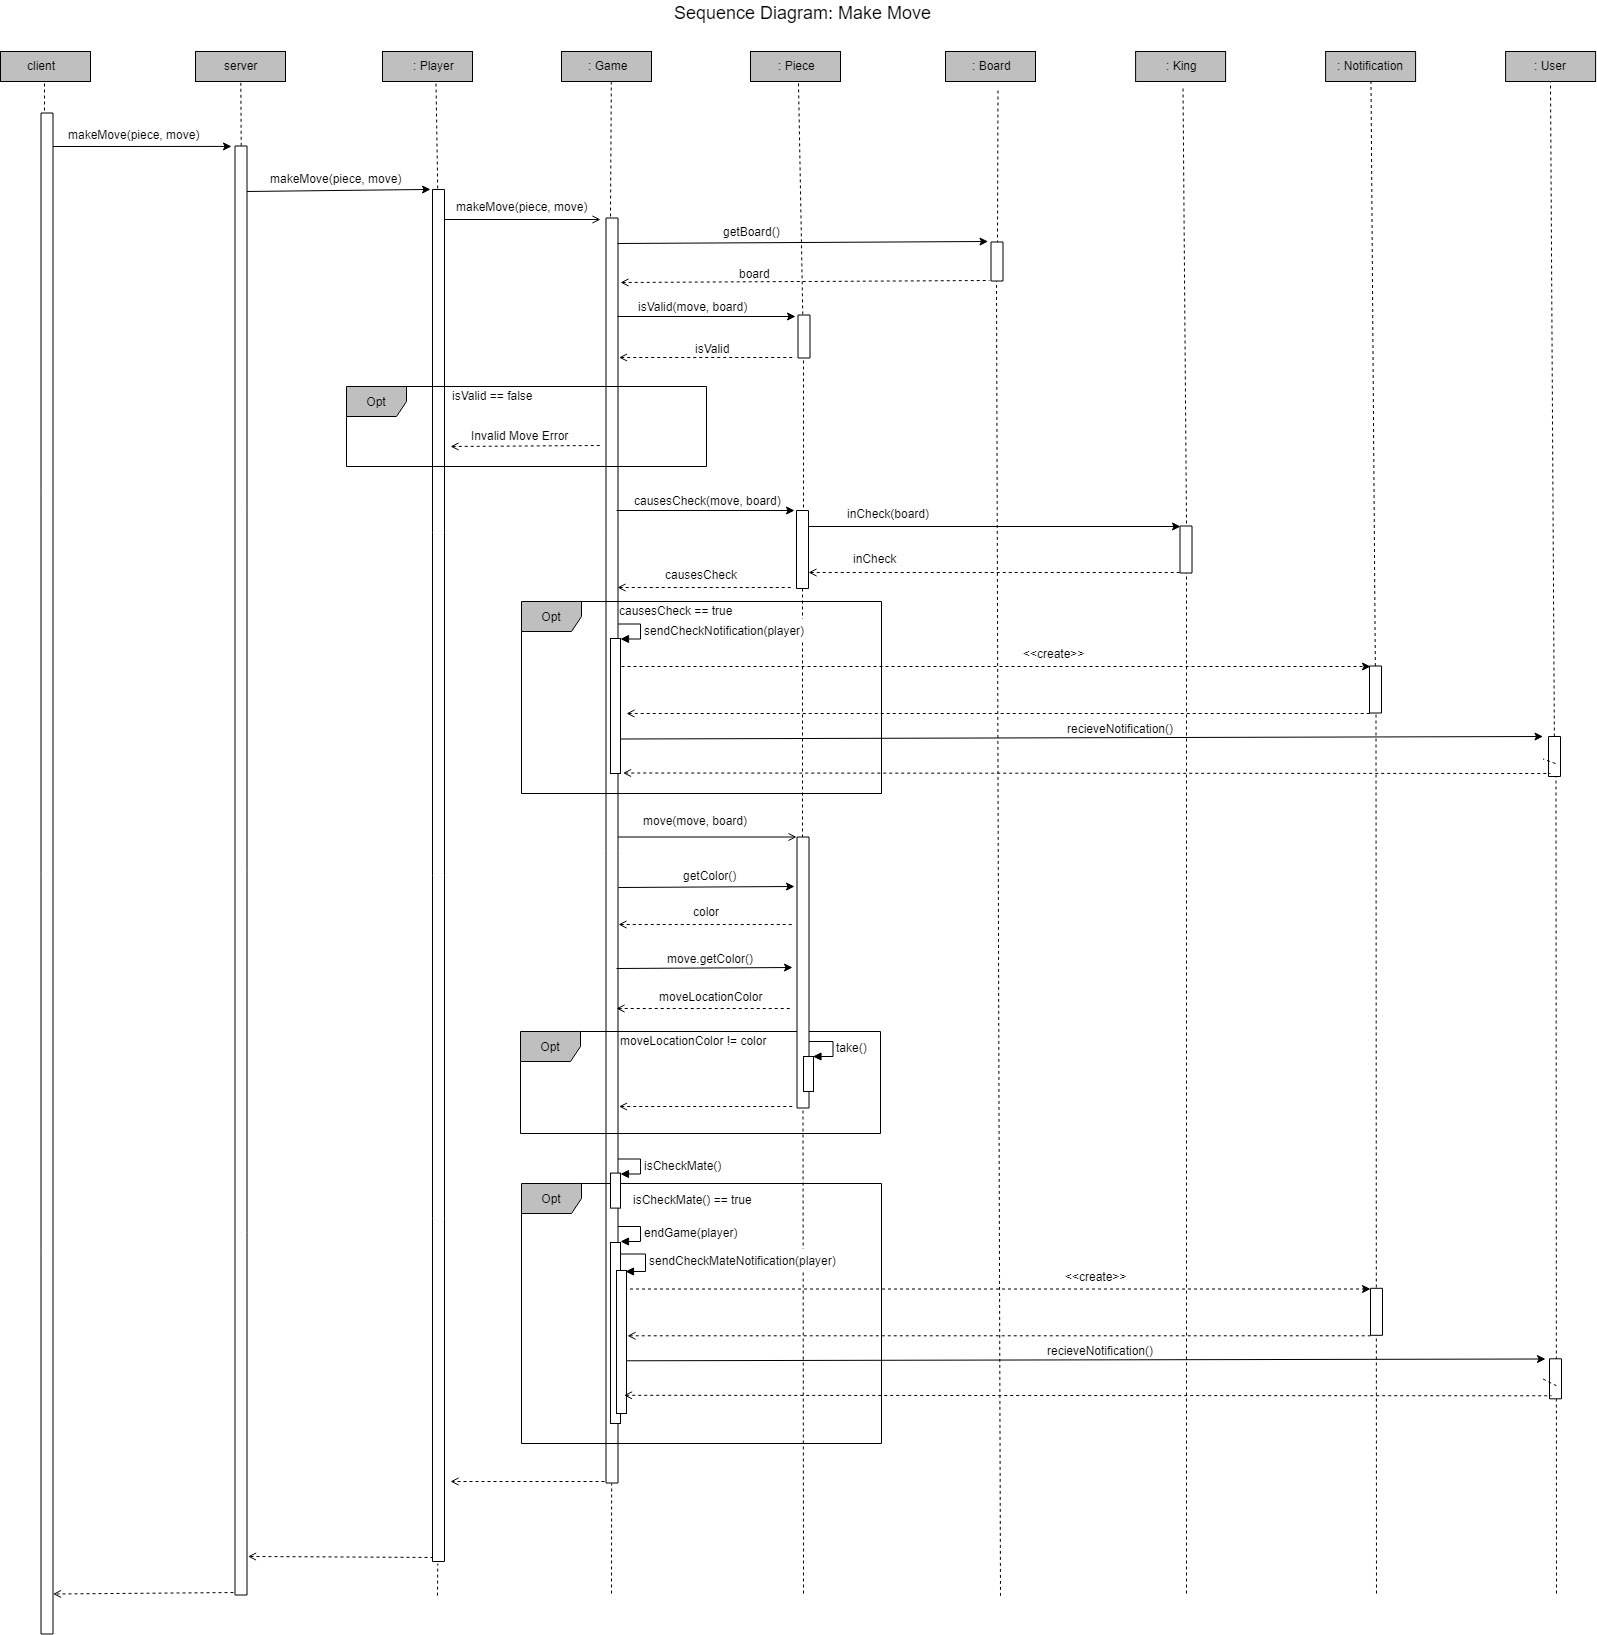 Sequence Diagram: Make Move
client
server
: Player
: Game
: Piece
: Board
: King
: Notification
: User
makeMove(piece, move)
makeMove(piece, move)
makeMove(piece, move)
getBoard()
board
isValid(move, board)
isValid
Opt
isValid == false
Invalid Move Error
causesCheck(move, board)
inCheck(board)
inCheck
causesCheck
Opt
causesCheck == true
sendCheckNotification(player)
<<create>>
recieveNotification()
move(move, board)
getColor()
color
move.getColor()
moveLocationColor
Opt
moveLocationColor != color
take()
isCheckMate()
Opt
isCheckMate() == true
endGame(player)
sendCheckMateNotification(player)
<<create>>
recieveNotification()